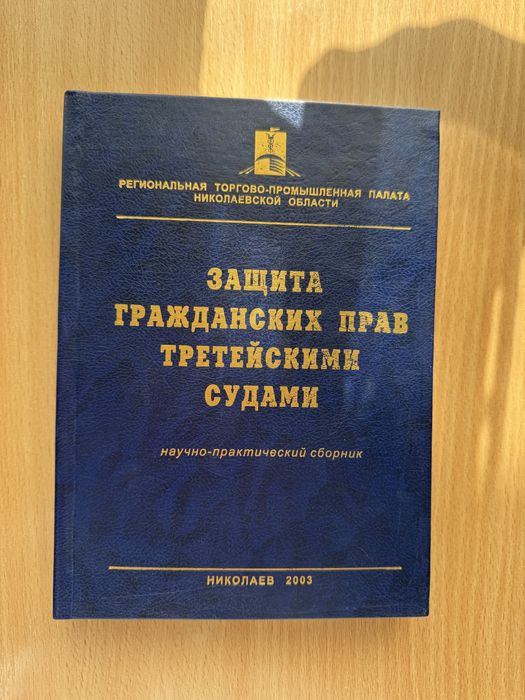 РЕГИОНАЛЬНАЯ ТОРГОВО-ПРОМЫШЛЕННАЯ ПАЛАТА
НИКОЛАЕВСКОЙ ОБЛАСТИ
ЗАЩИТА
ГРАЖДАНСКИХ ПРАВ
ТРЕТЕЙСКИМИ
СУДАМИ
научно-практический сборник
НИКОЛАЕВ 2003